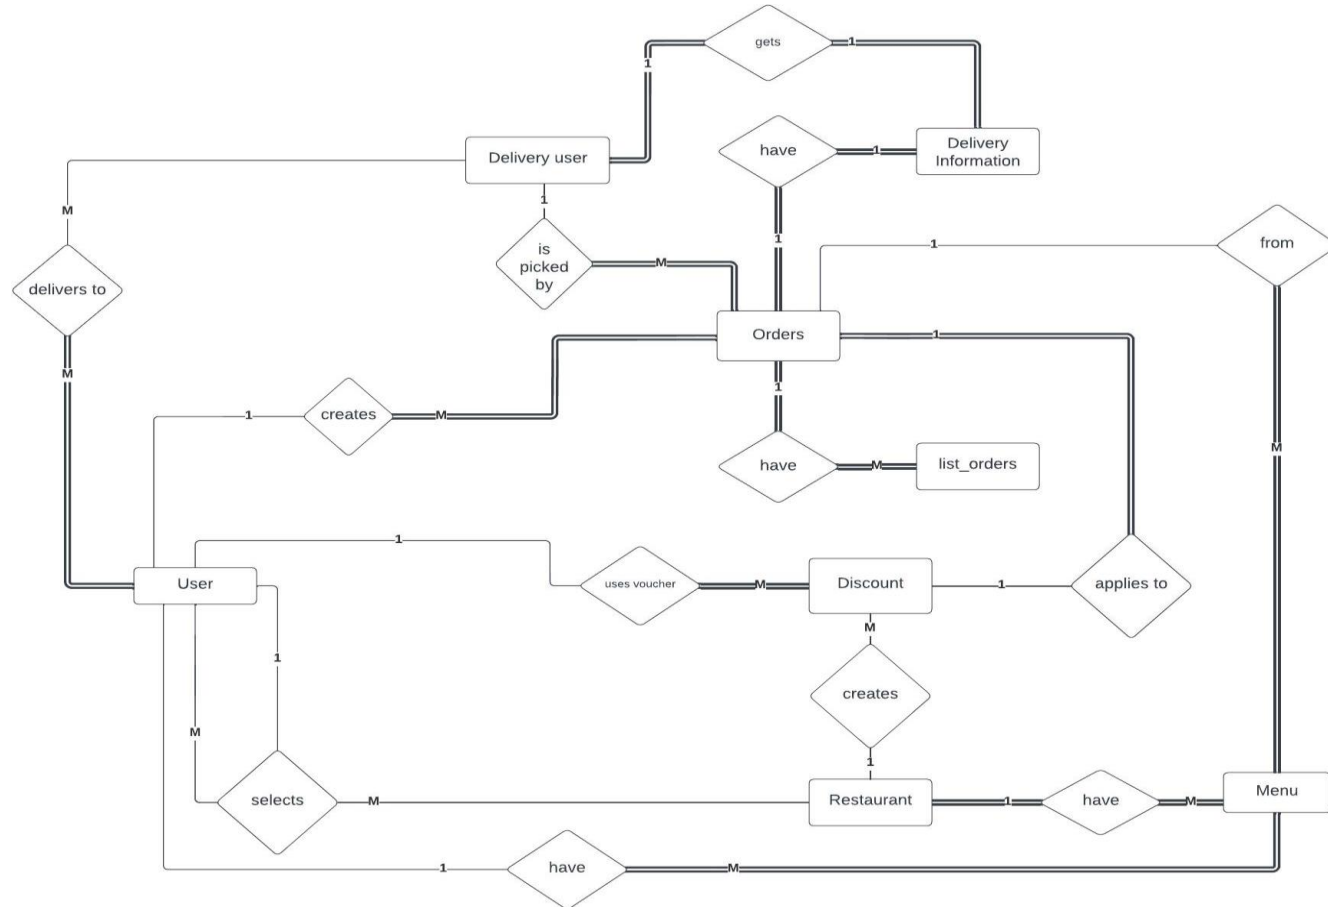 gets
1
1
Delivery user
have
1
Delivery
Information
M
1
is
picked
by
M
1
1
from
delivers to
Orders
1
M
1
creates
1
M
M
have
M
list_orders
1
User
uses voucher
M
Discount
1
applies to
M
1
creates
M
1
selects
M
Restaurant
1
have
M
Menu
1
have
M